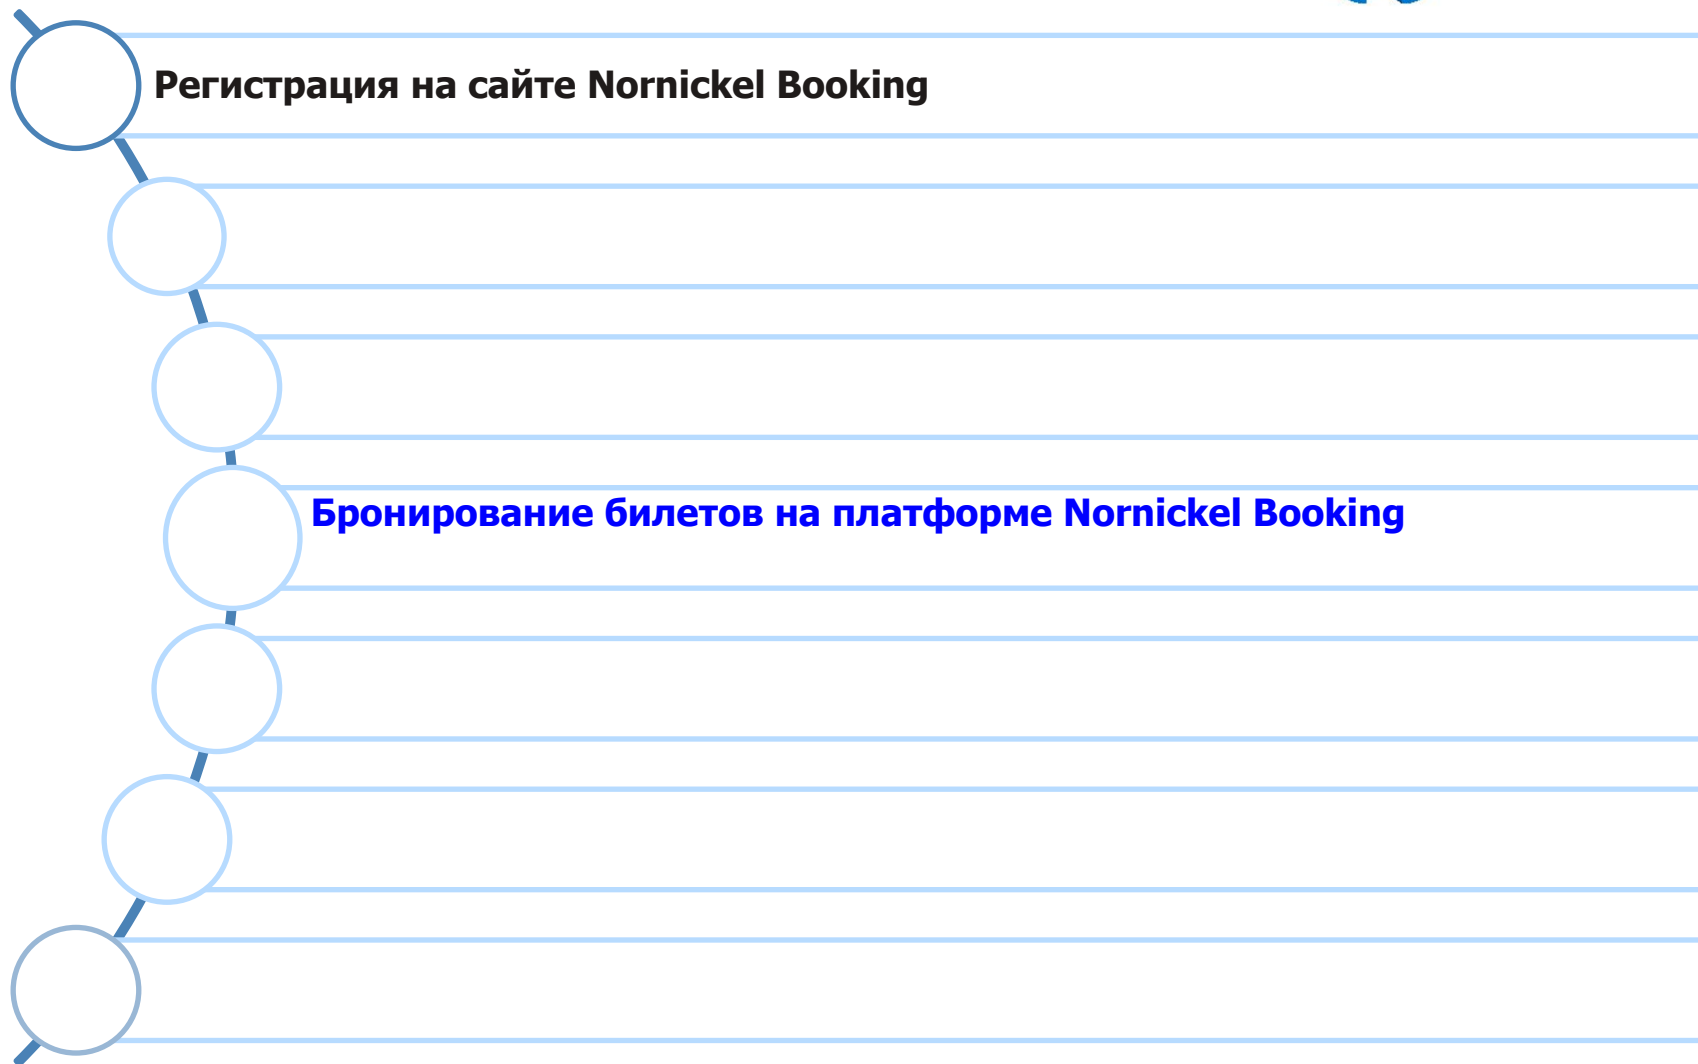 Регистрация на сайте Nornickel Booking
Бронирование билетов на платформе Nornickel Booking